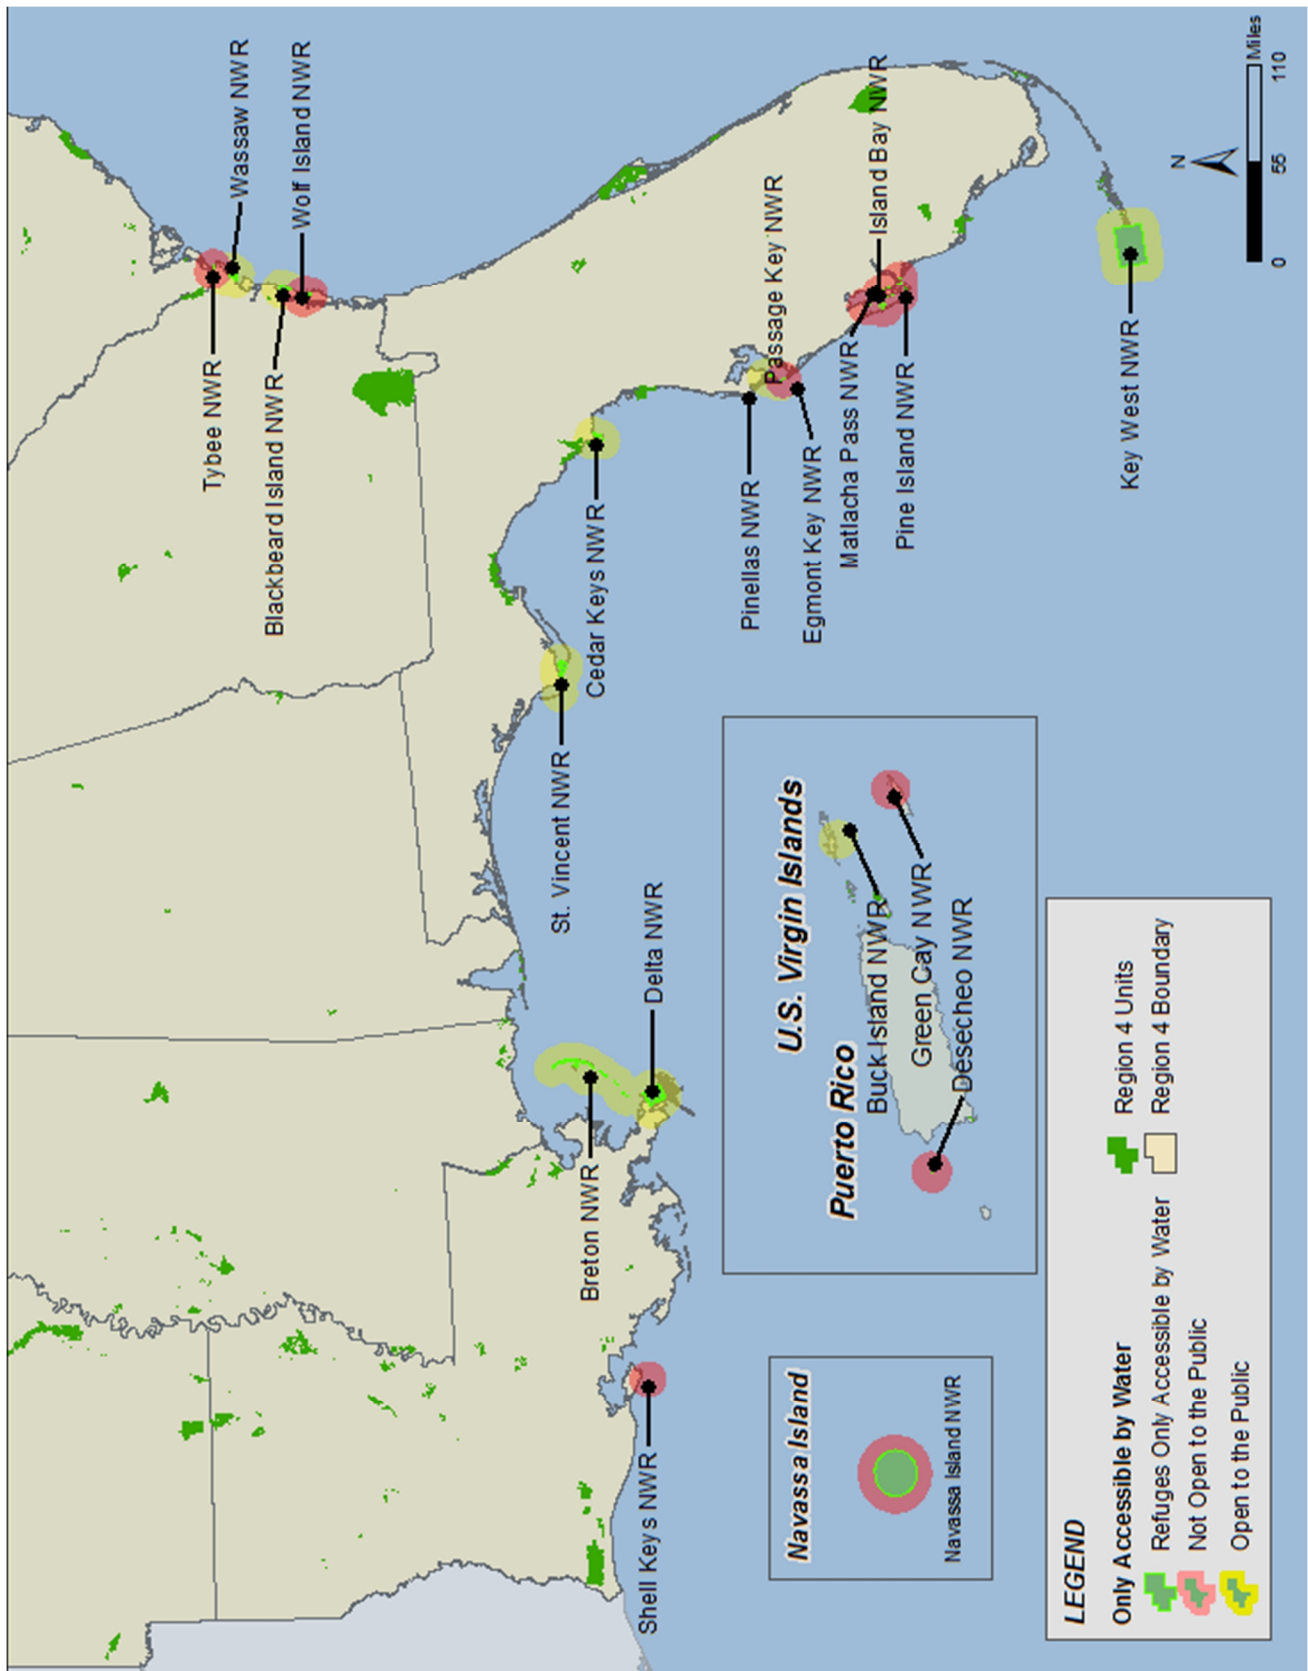 Tybee NWR
Wassaw NWR
Blackbeard Island NWR
Wolf Island NWR
Cedar Keys NWR
St. Vincent NWR
Breton NWR
Delta NWR
Shell Keys NWR
Pinellas NWR
Passage Key NWR
Egmont Key NWR
Matlacha Pass NWR
Island Bay NWR
Pine Island NWR
Key West NWR
N
0 55 110
Miles
Navassa Island
Navassa Island NWR
U.S. Virgin Islands
Puerto Rico
Buck Island NWR
Green Cay NWR
Desecheo NWR
LEGEND
Only Accessible by Water
Refuges Only Accessible by Water
Not Open to the Public
Open to the Public
Region 4 Units
Region 4 Boundary